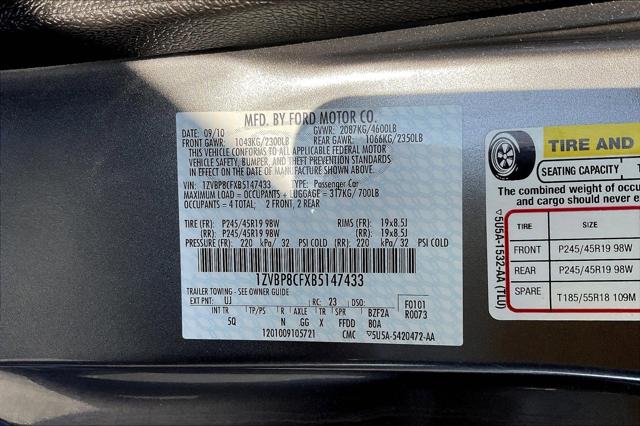 MFD. BY FORD MOTOR CO.
DATE: 09/10 GVWR: 2087KG/4600LB
FRONT GAWR: 1043KG/2300LB REAR GAWR: 1066KG/2350LB
THIS VEHICLE CONFORMS TO ALL APPLICABLE FEDERAL MOTOR
VEHICLE SAFETY, BUMPER, AND THEFT PREVENTION STANDARDS
IN EFFECT ON THE DATE OF MANUFACTURE SHOWN ABOVE.
VIN: 1ZVBP8CFXB5147433 TYPE: Passenger Car
MAXIMUM LOAD = OCCUPANTS + LUGGAGE = 317KG/ 700LB
OCCUPANTS = 4 TOTAL; 2 FRONT, 2 REAR
TIRE (FR): P245/45R19 98W RIMS (FR): 19x8.5J
(RR): P245/45R19 98W (RR): 19x8.5J
PRESSURE (FR): 220 kPa/ 32 PSI COLD (RR): 220 kPa/ 32 PSI COLD
1ZVBP8CFXB5147433
TRAILER TOWING - SEE OWNER GUIDE
EXT PNT: UJ RC: 23 DSO: F0101
INT TR TP/PS R AXLE TR SPR BZF2A R0073
5Q N GG X FFDD B0A
1201009105721 CMC 5U5A-5420472-AA
TIRE AND
SEATING CAPACITY
The combined weight of occu
and cargo should never ex
TIRE SIZE
FRONT P245/45R19 98W
REAR P245/45R19 98W
SPARE T185/55R18 109M
5U5A-1532-AA (TLU)